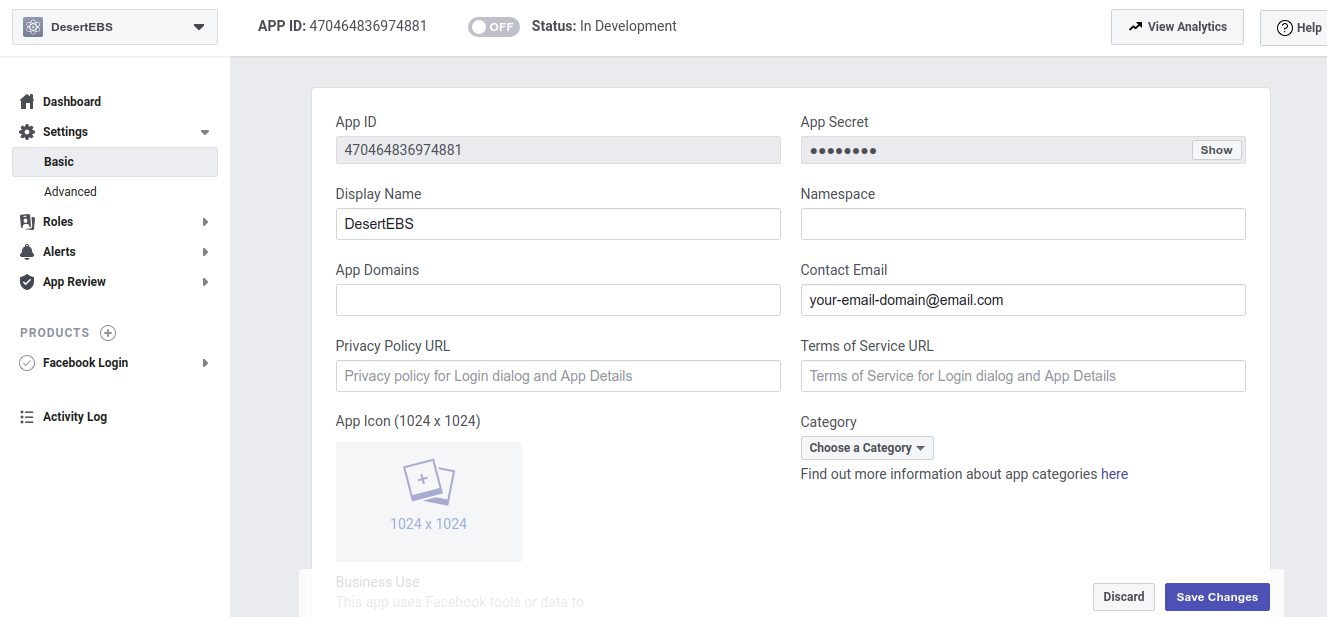 DesertEBS
APP ID: 470464836974881
OFF
Status: In Development
View Analytics
Help
Dashboard
Settings
Basic
Advanced
Roles
Alerts
App Review
PRODUCTS
Facebook Login
Activity Log
App ID
470464836974881
App Secret
●●●●●●●●
Show
Display Name
DesertEBS
Namespace
App Domains
Contact Email
your-email-domain@email.com
Privacy Policy URL
Privacy policy for Login dialog and App Details
Terms of Service URL
Terms of Service for Login dialog and App Details
App Icon (1024 x 1024)
1024 x 1024
Category
Choose a Category
Find out more information about app categories here
Business Use
This app uses Facebook tools or data to
Discard
Save Changes